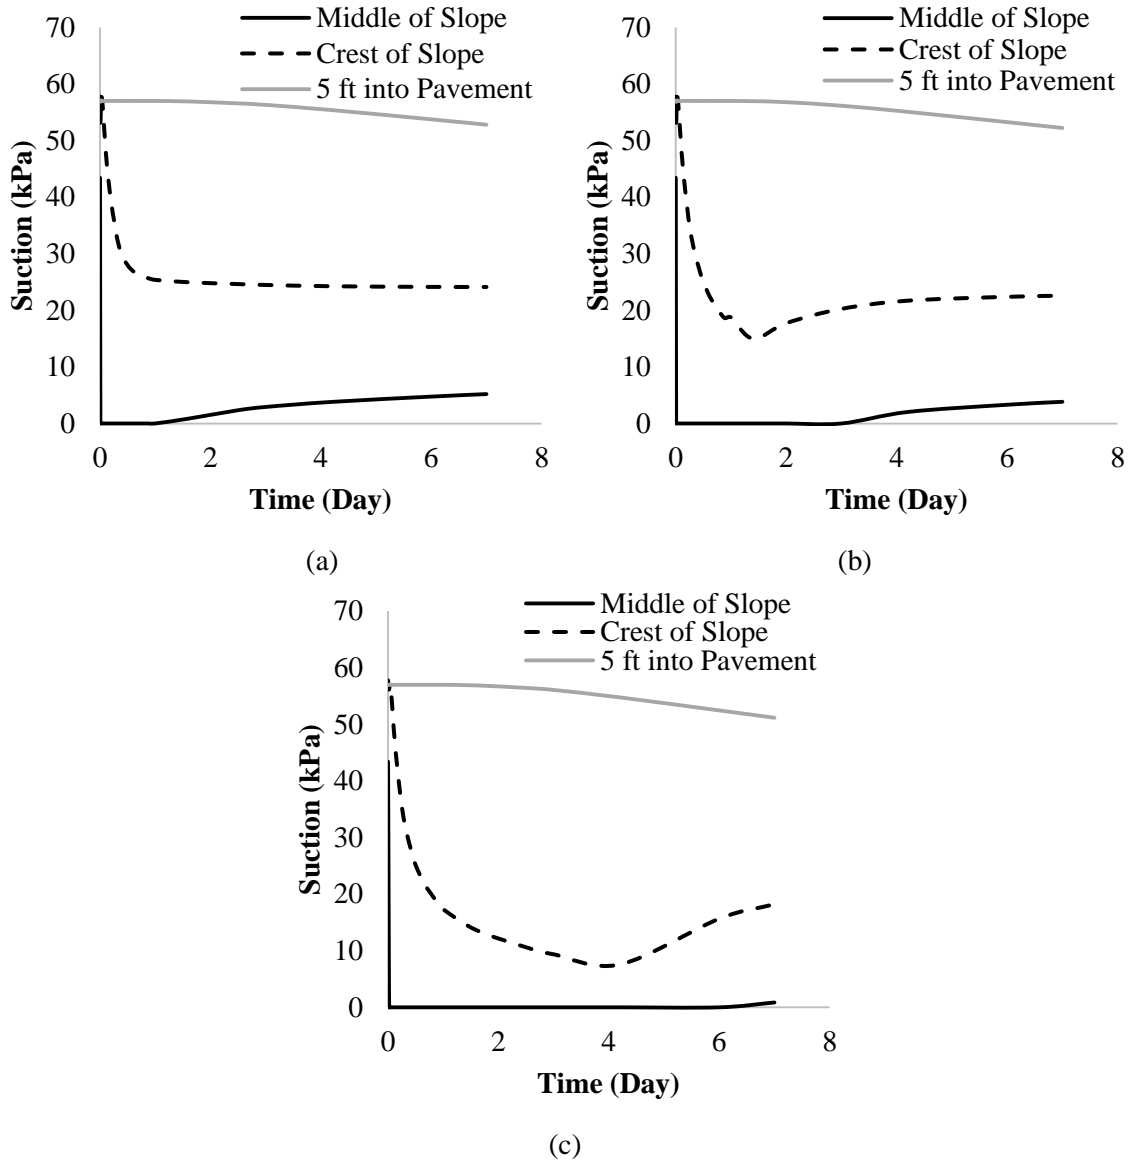 Middle of Slope
Crest of Slope
5 ft into Pavement
70
60
50
40
30
20
10
0
Suction (kPa)
0 2 4 6 8
Time (Day)
(a)
Middle of Slope
Crest of Slope
5 ft into Pavement
70
60
50
40
30
20
10
0
Suction (kPa)
0 2 4 6 8
Time (Day)
(b)
Middle of Slope
Crest of Slope
5 ft into Pavement
70
60
50
40
30
20
10
0
Suction (kPa)
0 2 4 6 8
Time (Day)
(c)